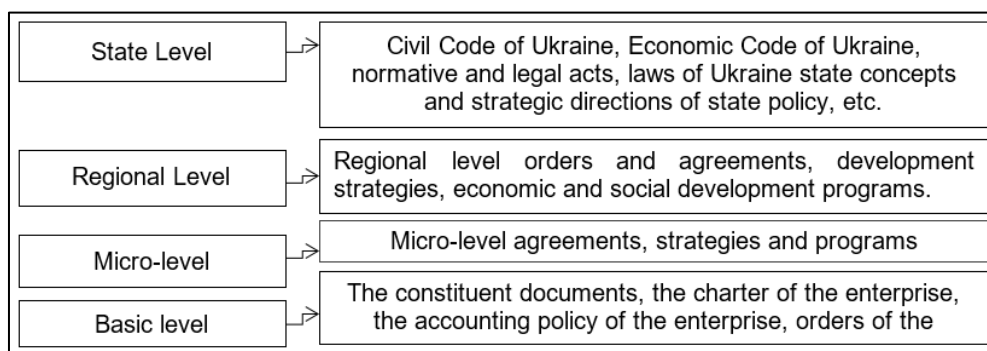 State Level
Civil Code of Ukraine, Economic Code of Ukraine,
normative and legal acts, laws of Ukraine state concepts
and strategic directions of state policy, etc.
Regional Level
Regional level orders and agreements, development
strategies, economic and social development programs.
Micro-level
Micro-level agreements, strategies and programs
Basic level
The constituent documents, the charter of the enterprise,
the accounting policy of the enterprise, orders of the